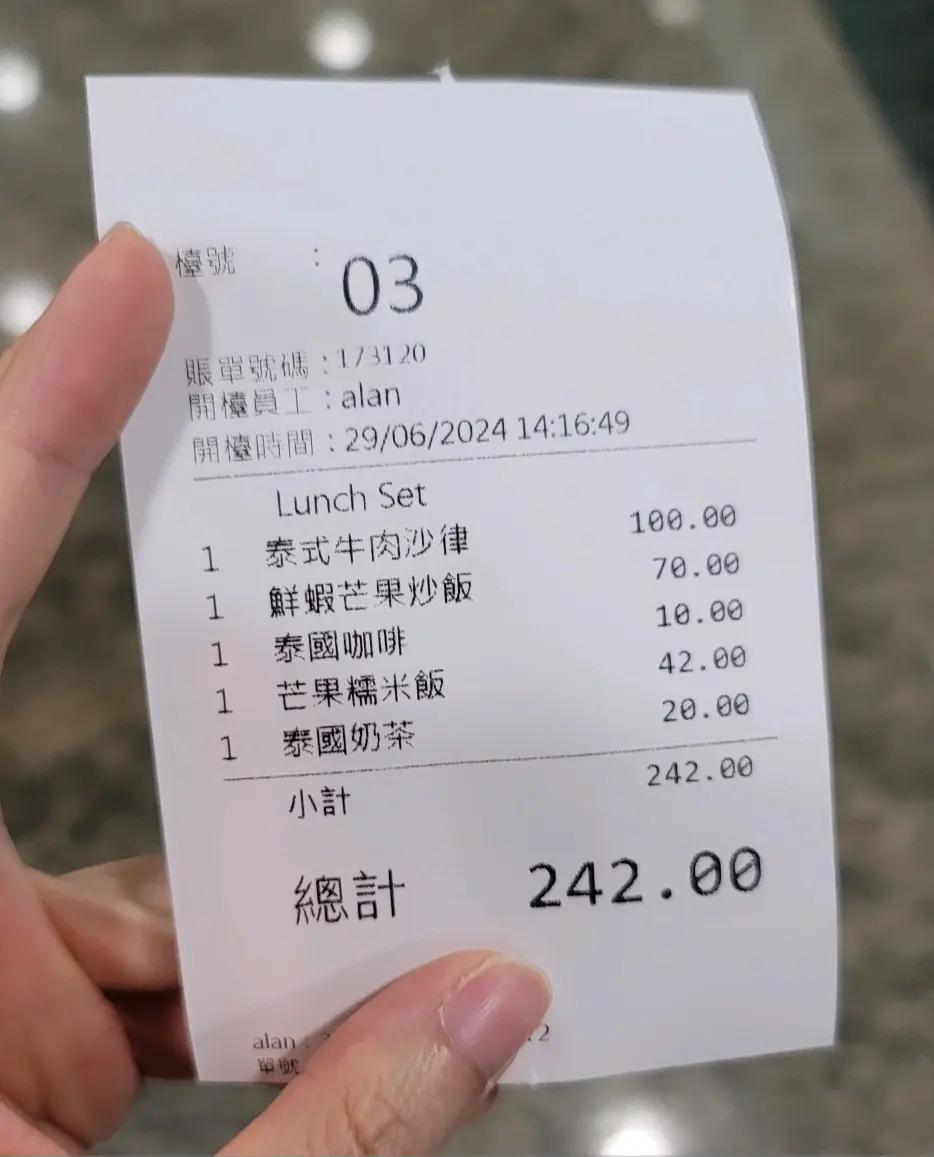 檯號 : 03
賬單號碼 : 173120
開檯員工 : alan
開檯時間 : 29/06/2024 14:16:49
Lunch Set
1 泰式牛肉沙律 100.00
1 鮮蝦芒果炒飯 70.00
1 泰國咖啡 10.00
1 芒果糯米飯 42.00
1 泰國奶茶 20.00
小計 242.00
總計 242.00
alan :
單號